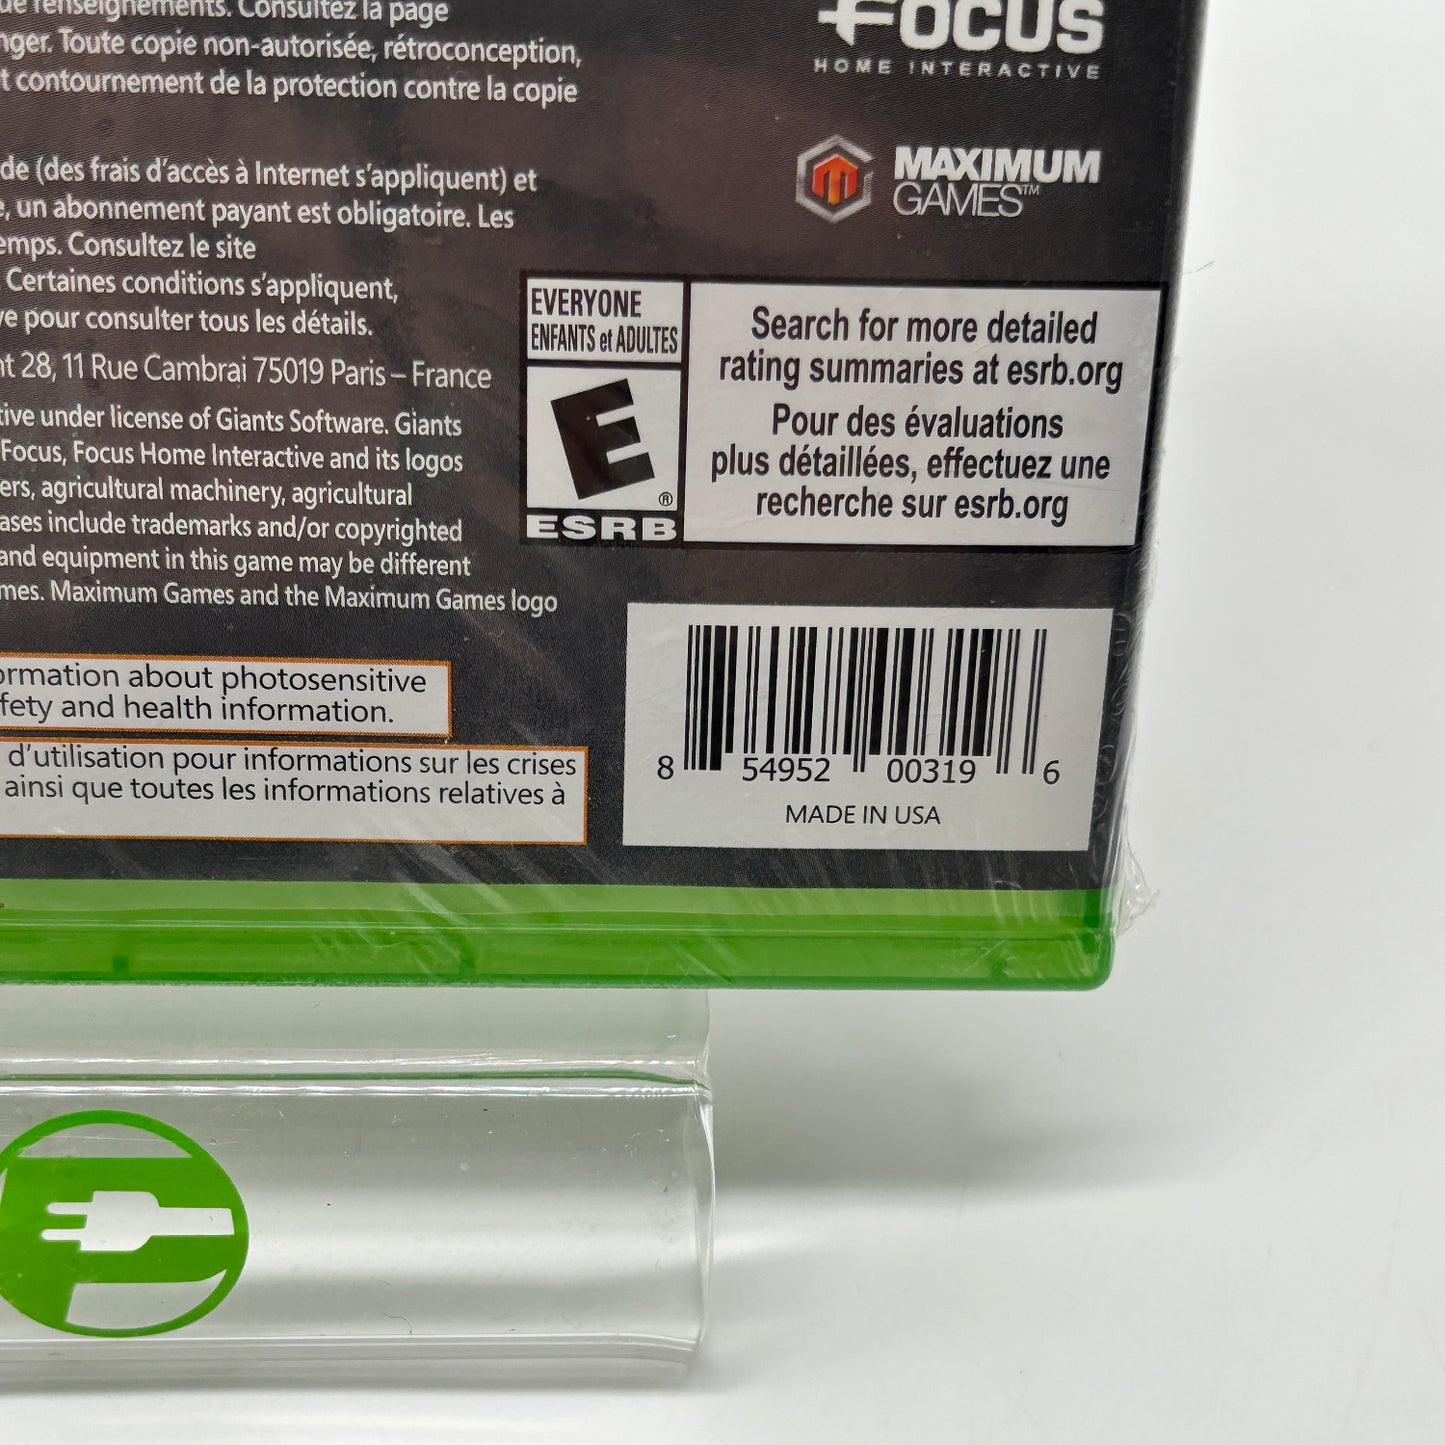 renseignements. Consultez la page
nger. Toute copie non-autorisée, rétroconception,
t contournement de la protection contre la copie
de (des frais d'accès à Internet s'appliquent) et
e, un abonnement payant est obligatoire. Les
emps. Consultez le site
. Certaines conditions s'appliquent,
ve pour consulter tous les détails.
nt 28, 11 Rue Cambrai 75019 Paris – France
tive under license of Giants Software. Giants
Focus, Focus Home Interactive and its logos
ers, agricultural machinery, agricultural
ases include trademarks and/or copyrighted
and equipment in this game may be different
mes. Maximum Games and the Maximum Games logo
ormation about photosensitive
fety and health information.
d'utilisation pour informations sur les crises
ainsi que toutes les informations relatives à
FOCUS
HOME INTERACTIVE
MAXIMUM
GAMES™
EVERYONE
ENFANTS et ADULTES
E
®
ESRB
Search for more detailed
rating summaries at esrb.org
Pour des évaluations
plus détaillées, effectuez une
recherche sur esrb.org
8 54952 00319 6
MADE IN USA